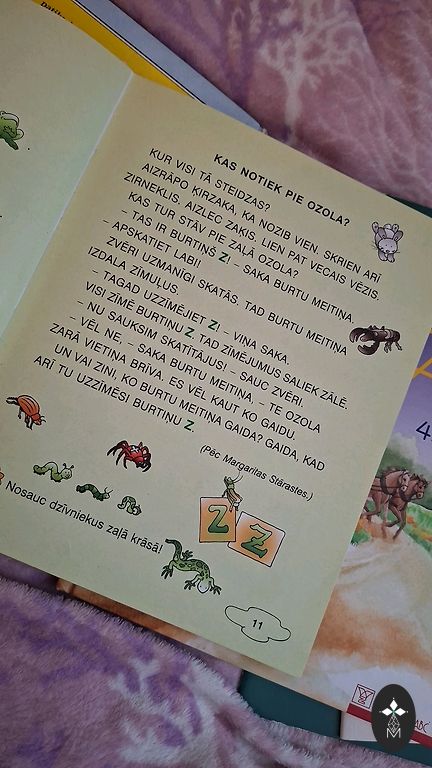 KAS NOTIEK PIE OZOLA?
KUR VISI TĀ STEIDZAS?
AIZRĀPO ĶIRZAKA, KA NOZIB VIEN. SKRIEN ARĪ
ZIRNEKLIS. AIZLEC ZAĶIS. LIEN PAT VECAIS VĒZIS.
KAS TUR STĀV PIE ZAĻĀ OZOLA?
– TAS IR BURTIŅŠ Z! – SAKA BURTU MEITIŅA.
– APSKATIET LABI!
ZVĒRI UZMANĪGI SKATĀS. TAD BURTU MEITIŅA
IZDALA ZĪMUĻUS.
– TAGAD UZZĪMĒJIET Z! – VIŅA SAKA.
VISI ZĪMĒ BURTIŅU Z. TAD ZĪMĒJUMUS SALIEK ZĀLĒ.
– NU SAUKSIM SKATĪTĀJUS! – SAUC ZVĒRI.
– VĒL NE, – SAKA BURTU MEITIŅA. – TE OZOLA
ZARĀ VIETIŅA BRĪVA. ES VĒL KAUT KO GAIDU.
UN VAI ZINI, KO BURTU MEITIŅA GAIDA? GAIDA, KAD
ARĪ TU UZZĪMĒSI BURTIŅU Z.
(Pēc Margaritas Stārastes.)
Z Z
Nosauc dzīvniekus zaļā krāsā!
11
4
M